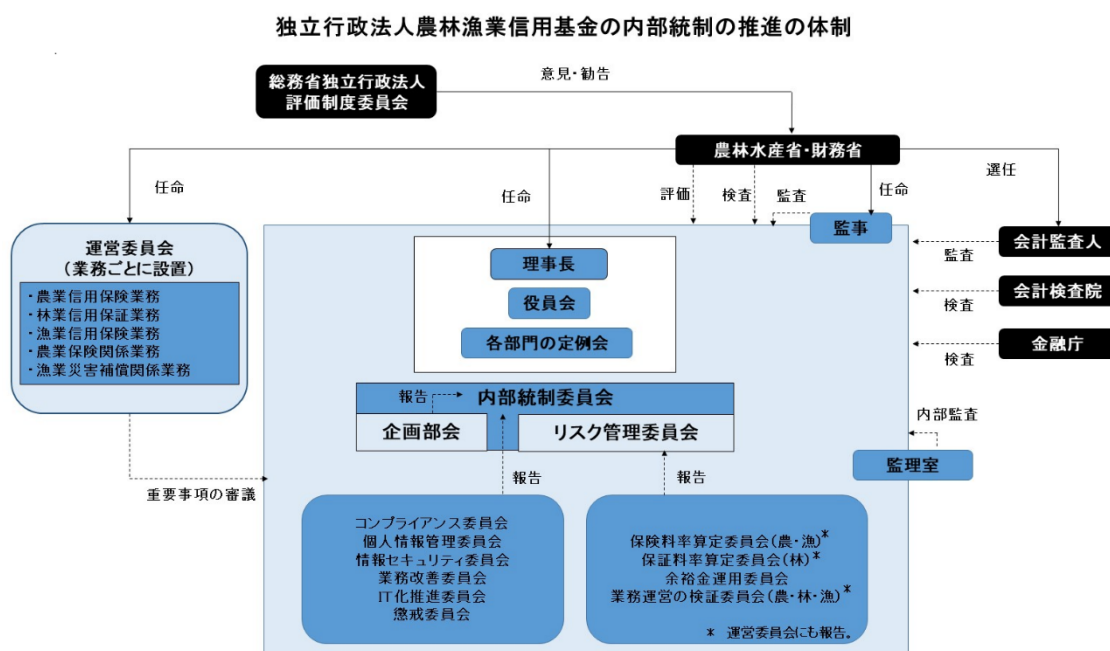 独立行政法人農林漁業信用基金の内部統制の推進の体制
総務省独立行政法人
評価制度委員会
意見・勧告
農林水産省・財務省
任命
任命
評価
検査
監査
任命
選任
運営委員会
(業務ごとに設置)
・農業信用保険業務
・林業信用保証業務
・漁業信用保険業務
・農業保険関係業務
・漁業災害補償関係業務
監事
理事長
役員会
各部門の定例会
会計監査人
監査
会計検査院
検査
金融庁
検査
報告
内部統制委員会
企画部会
リスク管理委員会
内部監査
監理室
重要事項の審議
報告
報告
コンプライアンス委員会
個人情報管理委員会
情報セキュリティ委員会
業務改善委員会
IT化推進委員会
懲戒委員会
保険料率算定委員会(農・漁)*
保証料率算定委員会(林)*
余裕金運用委員会
業務運営の検証委員会(農・林・漁)*
* 運営委員会にも報告。